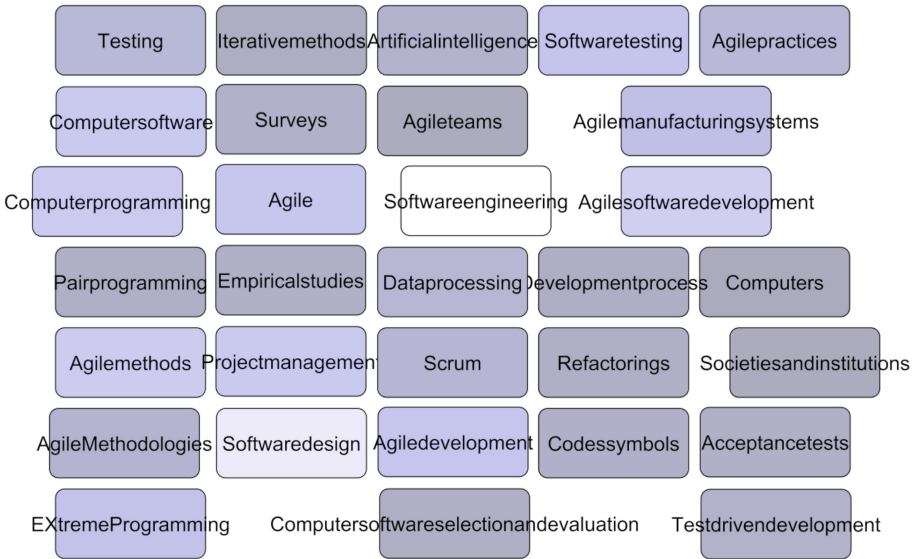 Testing Iterativemethods Artificialintelligence Softwaretesting Agilepractices
Computersoftware Surveys Agileteams Agilemanufacturingsystems
Computerprogramming Agile Softwareengineering Agilesoftwaredevelopment
Pairprogramming Empiricalstudies Dataprocessing Developmentprocess Computers
Agilemethods Projectmanagement Scrum Refactorings Societiesandinstitutions
AgileMethodologies Softwaredesign Agiledevelopment Codessymbols Acceptancetests
EXtremeProgramming Computersoftwareselectionandevaluation Testdrivendevelopment